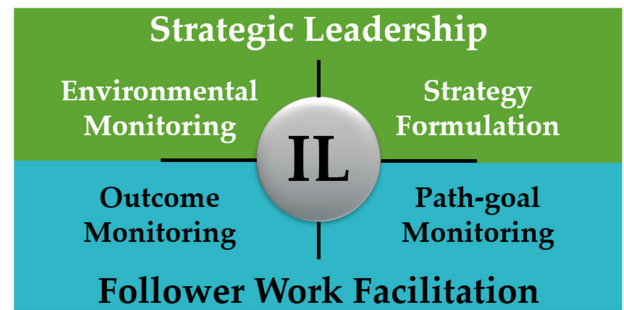 Strategic Leadership
Environmental
Monitoring
Strategy
Formulation
IL
Outcome
Monitoring
Path-goal
Monitoring
Follower Work Facilitation